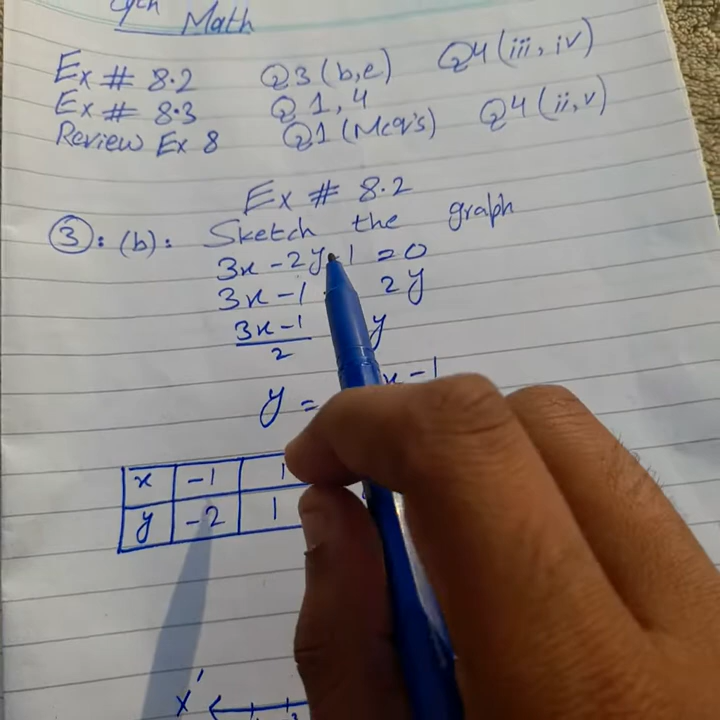 Math
Ex # 8.2 Q3 (b,e) Q4 (iii, iv)
Ex # 8.3 Q 1, 4
Review Ex 8 Q1 (Mcq's) Q4 (ii, v)
Ex # 8.2
3: (b): Sketch the graph
3x - 2y - 1 = 0
3x - 1 2y
3x - 1 / 2 y
y = x - 1
x -1 1
y -2 1
X'